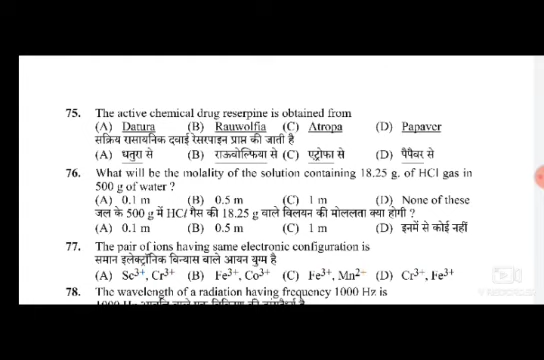 75. The active chemical drug reserpine is obtained from
(A) Datura (B) Rauwolfia (C) Atropa (D) Papaver
सक्रिय रासायनिक दवाई रेसरपाइन प्राप्त की जाती है
(A) धतुरा से (B) राऊवोल्फिया से (C) एट्रोफा से (D) पैपैवर से
76. What will be the molality of the solution containing 18.25 g. of HCl gas in
500 g of water ?
(A) 0.1 m (B) 0.5 m (C) 1 m (D) None of these
जल के 500 g में HCl गैस की 18.25 g वाले विलयन की मोललता क्या होगी ?
(A) 0.1 m (B) 0.5 m (C) 1 m (D) इनमें से कोई नहीं
77. The pair of ions having same electronic configuration is
समान इलेक्ट्रॉनिक विन्यास वाले आयन युग्म है
(A) Sc³⁺, Cr³⁺ (B) Fe³⁺, Co³⁺ (C) Fe³⁺, Mn²⁺ (D) Cr³⁺, Fe³⁺
78. The wavelength of a radiation having frequency 1000 Hz is
1000 Hz